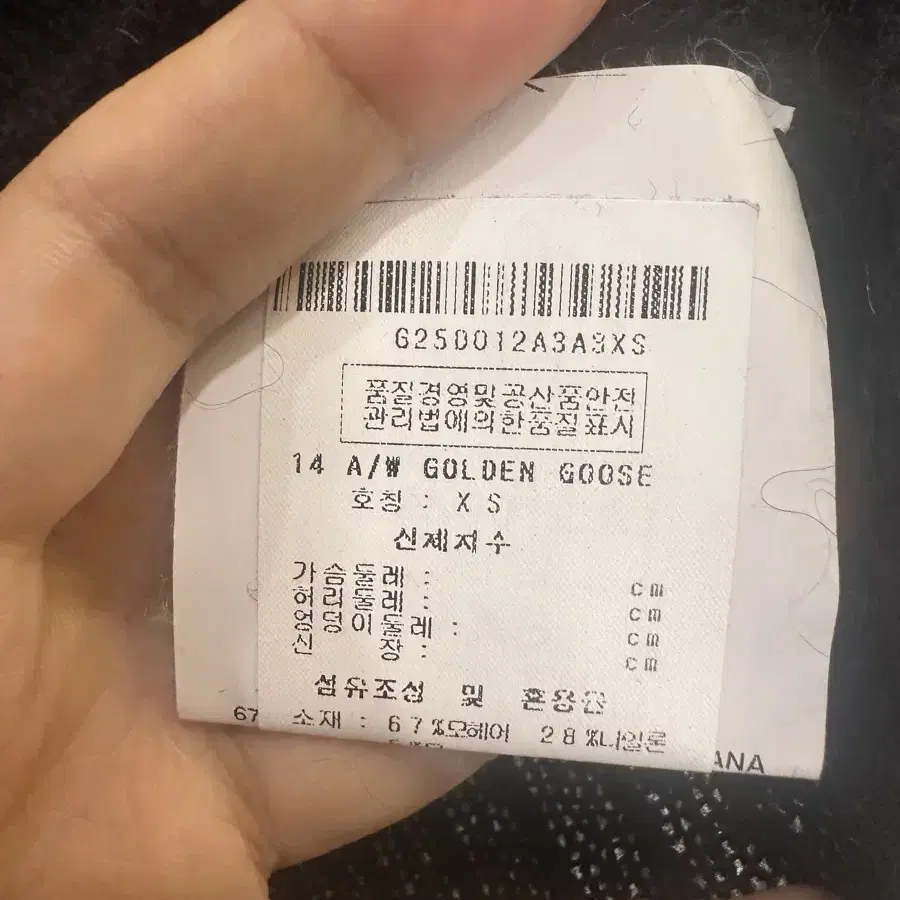 G25D012A3A3XS
품질경영및공산품안전
관리법에의한품질표시
14 A/W GOLDEN GOOSE
호칭 : XS
신체치수
가슴둘레 : cm
허리둘레 : cm
엉덩이둘레 : cm
신 장 : cm
섬유조성 및 혼용율
67 소재 : 67%모헤어 28%나일론
ANA